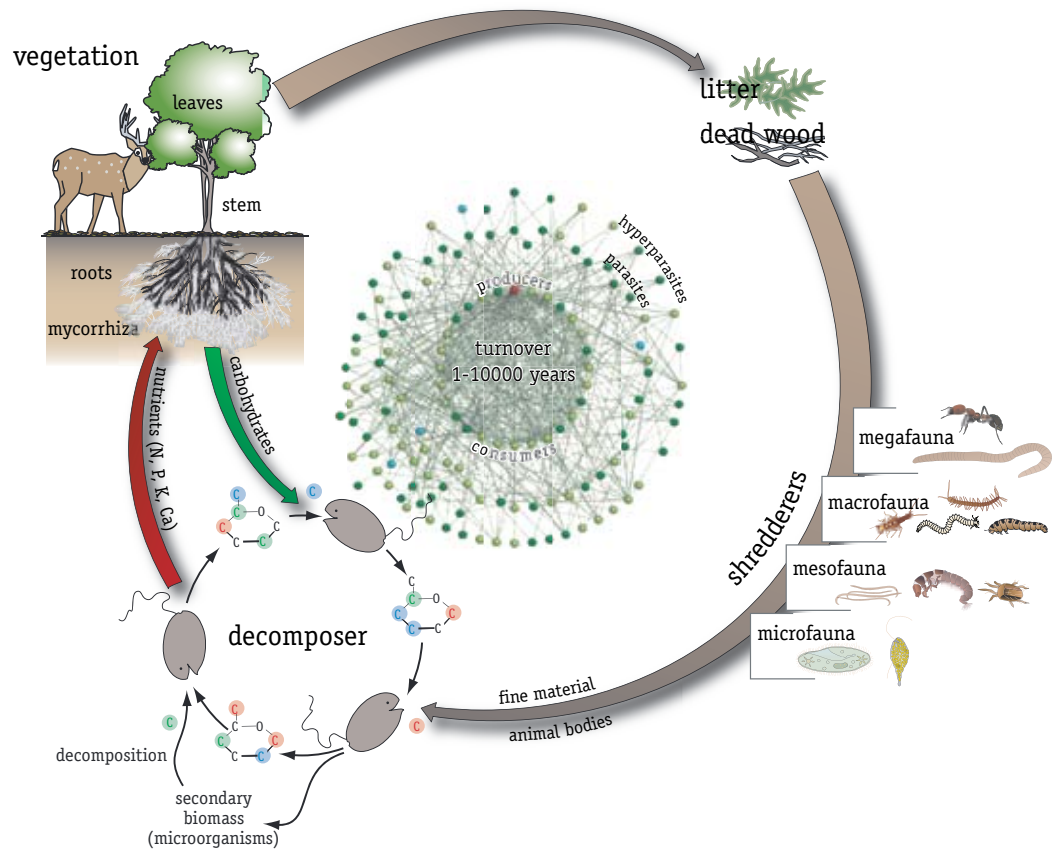 vegetation
leaves
stem
roots
mycorrhiza
litter
dead wood
hyperparasites
parasites
producers
turnover
1-10000 years
consumers
nutrients (N, P, K, Ca)
carbohydrates
megafauna
macrofauna
mesofauna
microfauna
shredderers
fine material
animal bodies
decomposer
C
C O
C C
C C
C
C
C O
C C
C C
C
C
C O
C C
C C
C
decomposition
secondary
biomass
(microorganisms)